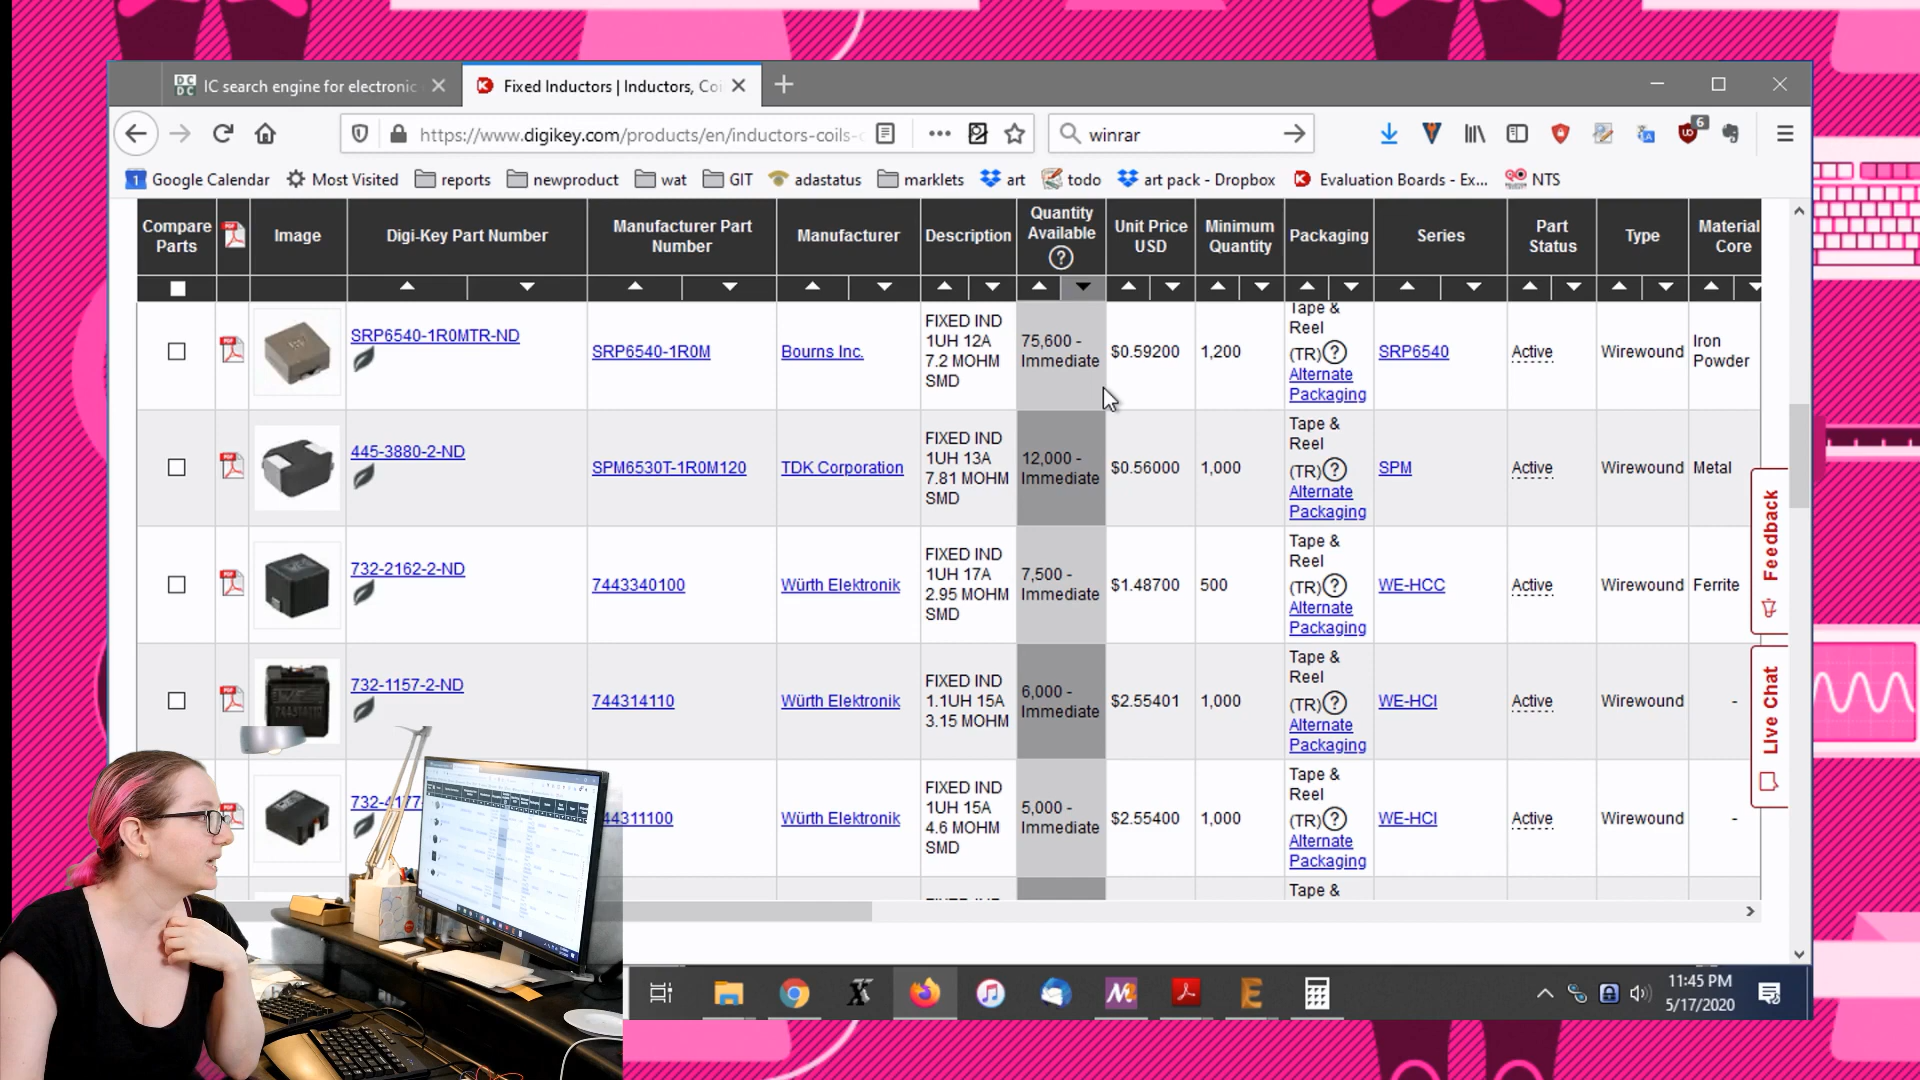 IC search engine for electronic
Fixed Inductors | Inductors, Coi
https://www.digikey.com/products/en/inductors-coils-c
winrar
6
1 Google Calendar Most Visited reports newproduct wat GIT adastatus marklets art todo art pack - Dropbox Evaluation Boards - Ex... NTS
Compare Parts Image Digi-Key Part Number Manufacturer Part Number Manufacturer Description Quantity Available ? Unit Price USD Minimum Quantity Packaging Series Part Status Type Material Core
SRP6540-1R0MTR-ND SRP6540-1R0M Bourns Inc. FIXED IND 1UH 12A 7.2 MOHM SMD 75,600 - Immediate $0.59200 1,200 Tape & Reel (TR) ? Alternate Packaging SRP6540 Active Wirewound Iron Powder
445-3880-2-ND SPM6530T-1R0M120 TDK Corporation FIXED IND 1UH 13A 7.81 MOHM SMD 12,000 - Immediate $0.56000 1,000 Tape & Reel (TR) ? Alternate Packaging SPM Active Wirewound Metal
732-2162-2-ND 7443340100 Würth Elektronik FIXED IND 1UH 17A 2.95 MOHM SMD 7,500 - Immediate $1.48700 500 Tape & Reel (TR) ? Alternate Packaging WE-HCC Active Wirewound Ferrite
732-1157-2-ND 744314110 Würth Elektronik FIXED IND 1.1UH 15A 3.15 MOHM 6,000 - Immediate $2.55401 1,000 Tape & Reel (TR) ? Alternate Packaging WE-HCI Active Wirewound -
732-4177 44311100 Würth Elektronik FIXED IND 1UH 15A 4.6 MOHM SMD 5,000 - Immediate $2.55400 1,000 Tape & Reel (TR) ? Alternate Packaging WE-HCI Active Wirewound -
Tape &
Feedback
Live Chat
11:45 PM
5/17/2020